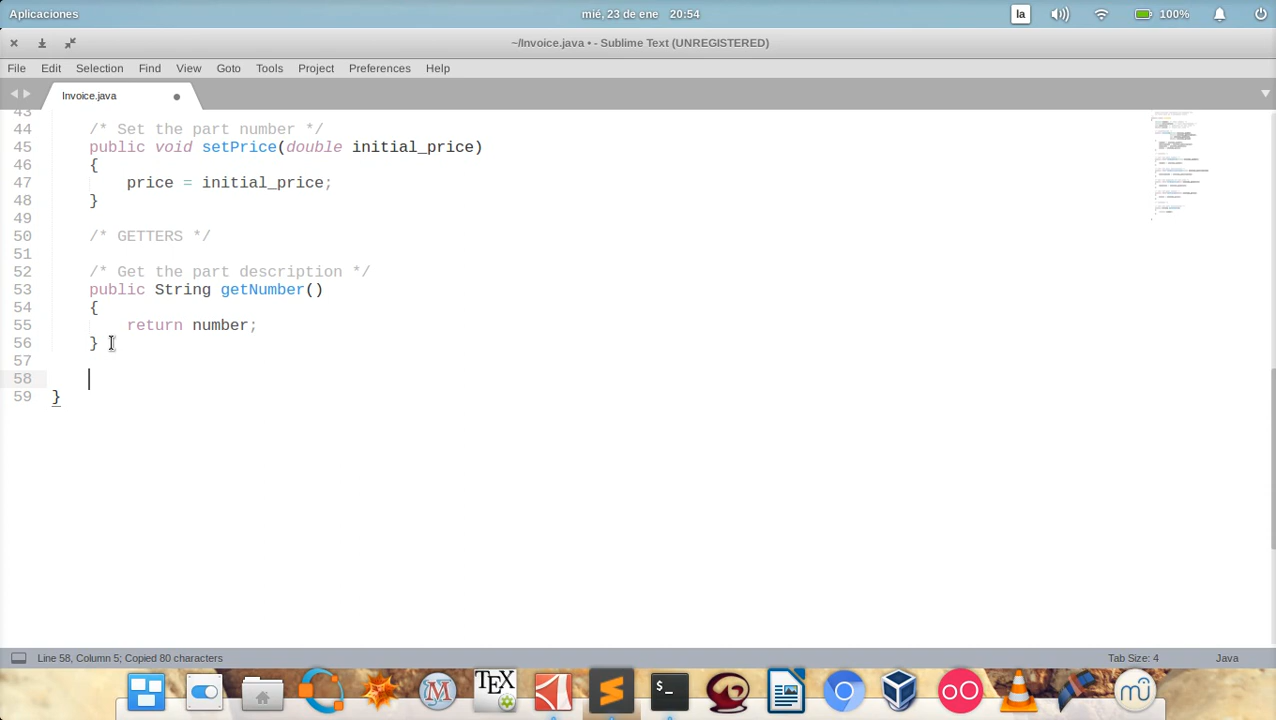 Aplicaciones
mié, 23 de ene 20:54
la
100%
~/Invoice.java • - Sublime Text (UNREGISTERED)
File Edit Selection Find View Goto Tools Project Preferences Help
Invoice.java
43
44 /* Set the part number */
45 public void setPrice(double initial_price)
46 {
47 price = initial_price;
48 }
49
50 /* GETTERS */
51
52 /* Get the part description */
53 public String getNumber()
54 {
55 return number;
56 }
57
58
59 }
Line 58, Column 5; Copied 80 characters
Tab Size: 4
Java
TEX
>_